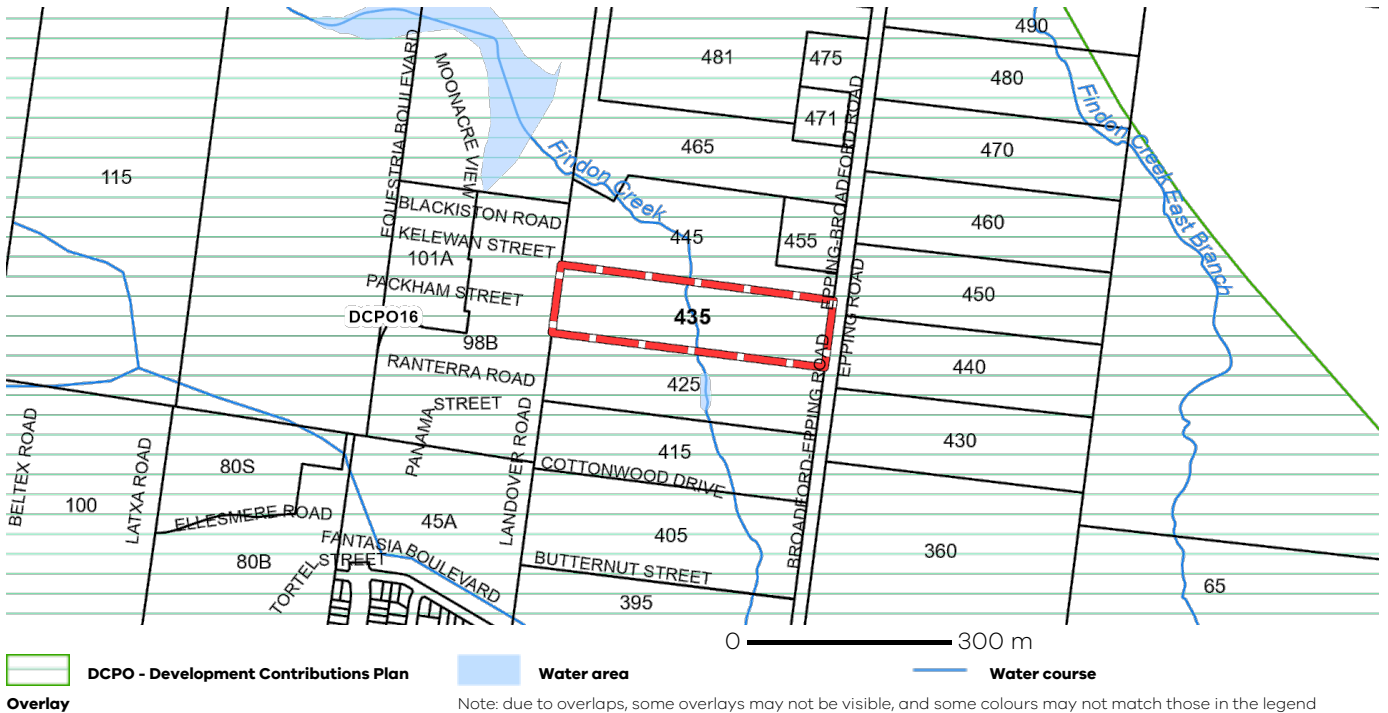 490
481
475
480
EQUESTRIA BOULEVARD
MOONACRE VIEW
471
Findon Creek East Branch
465
470
EPPING-BRADFORD ROAD
115
Findon Creek
BLACKISTON ROAD
460
KELEWAN STREET
445
455
101A
PACKHAM STREET
450
EPPING ROAD
DCPO16
435
98B
RANTERRA ROAD
425
440
STREET
PANAMA
BRADFORD-EPPING ROAD
430
BELTEX ROAD
LATXA ROAD
LANDOVER ROAD
415
80S
COTTONWOOD DRIVE
100
ELLESMERE ROAD
45A
405
360
FANTASIA BOULEVARD
80B
TORTEL STREET
BUTTERNUT STREET
65
395
0 300 m
DCPO - Development Contributions Plan Water area Water course
Overlay Note: due to overlaps, some overlays may not be visible, and some colours may not match those in the legend